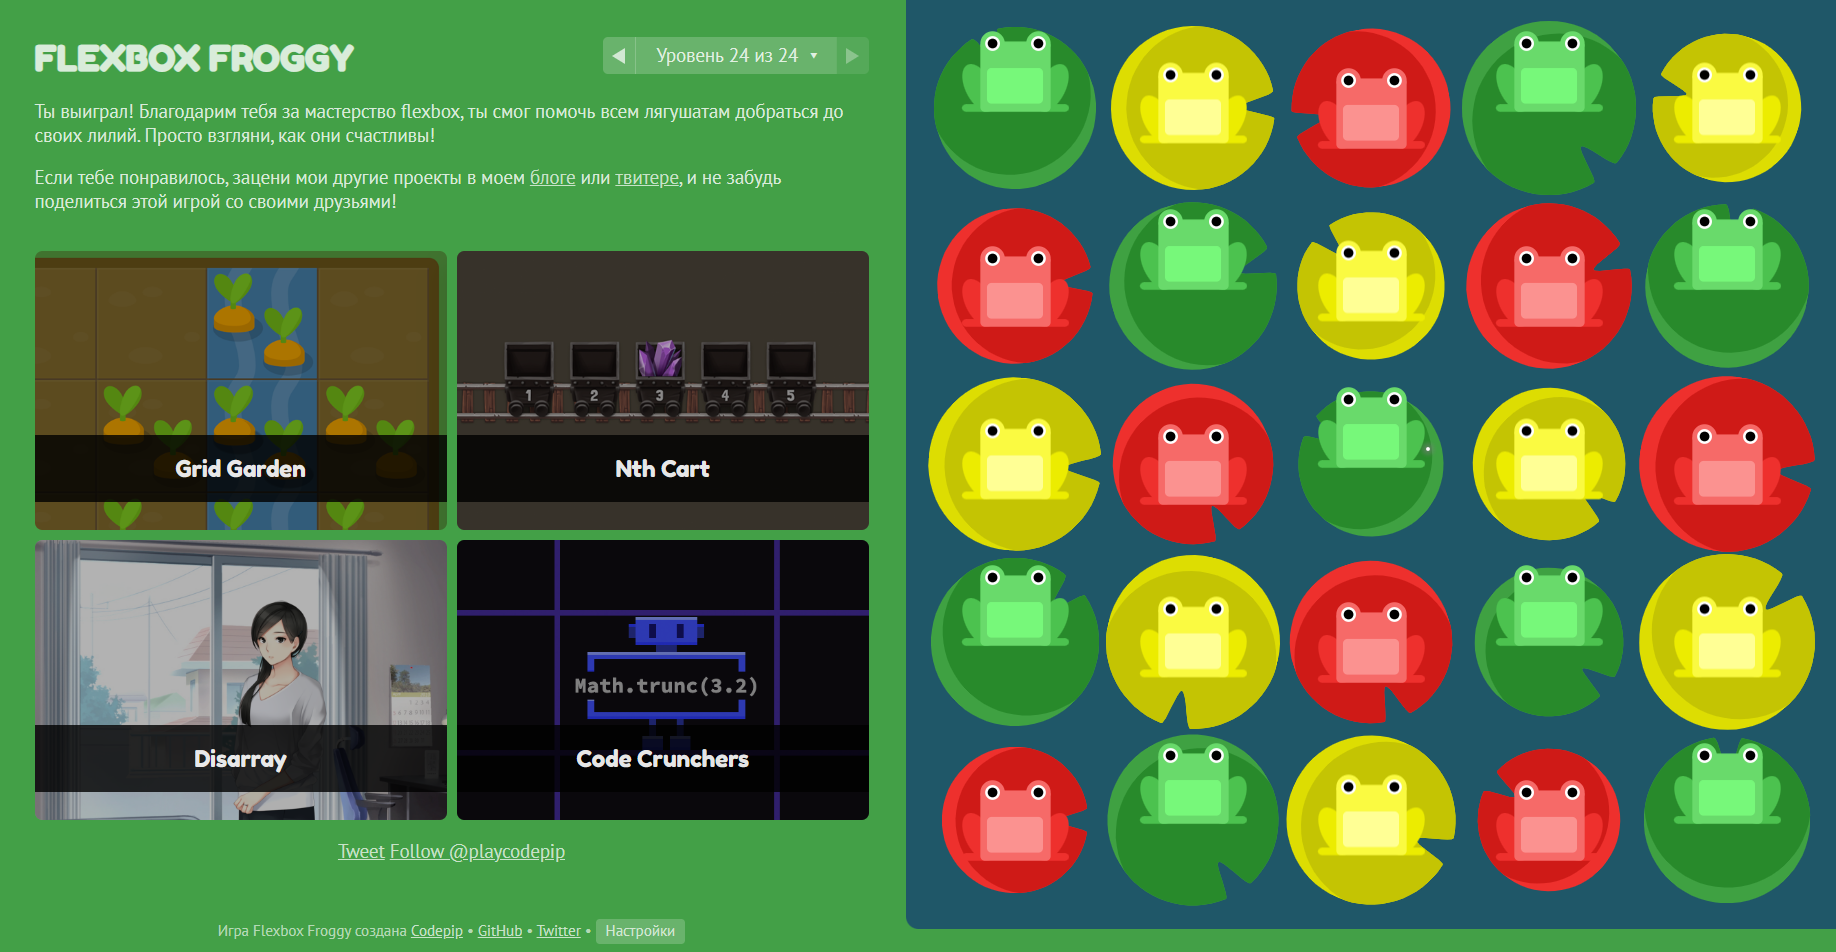 FLEXBOX FROGGY
Уровень 24 из 24
Ты выиграл! Благодарим тебя за мастерство flexbox, ты смог помочь всем лягушатам добраться до
своих лилий. Просто взгляни, как они счастливы!
Если тебе понравилось, зацени мои другие проекты в моем блоге или твитере, и не забудь
поделиться этой игрой со своими друзьями!
Grid Garden
1 2 3 4 5
Nth Cart
Disarray
Math.trunc(3.2)
Code Crunchers
Tweet Follow @playcodepip
Игра Flexbox Froggy создана Codepip • GitHub • Twitter • Настройки